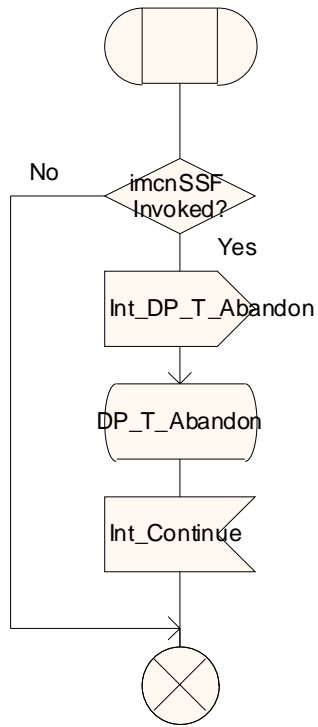 imcnSSF
Invoked?
No
Yes
Int_DP_T_Abandon
DP_T_Abandon
Int_Continue